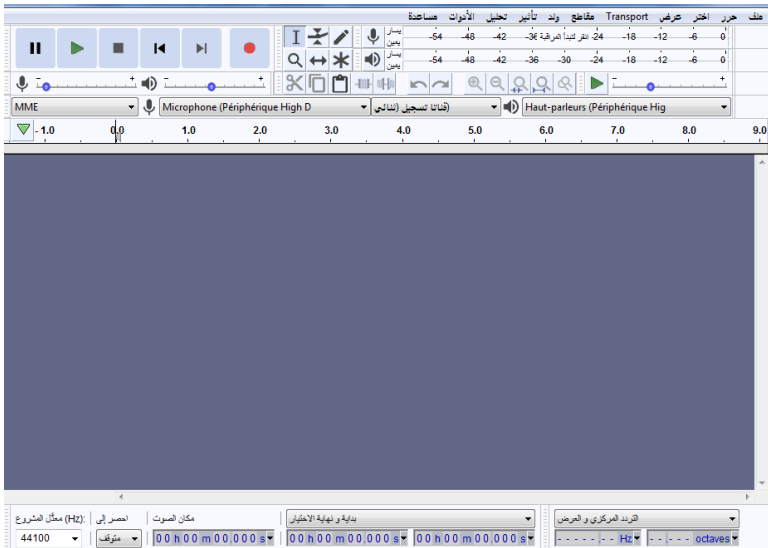 ملف حرر اختر عرض Transport مقاطع ولد تأثير تحليل الأدوات مساعدة
يسار
يمين
-54 -48 -42 -36 انقر لتبدأ المراقبة -24 -18 -12 -6 0
يسار
يمين
-54 -48 -42 -36 -30 -24 -18 -12 -6 0
- + - + - +
MME Microphone (Périphérique High D (قناتا تسجيل (ثنائي Haut-parleurs (Périphérique Hig
- 1.0 0.0 1.0 2.0 3.0 4.0 5.0 6.0 7.0 8.0 9.0
معدّل المشروع (Hz): احصر إلى مكان الصوت بداية و نهاية الاختيار التردد المركزي و العرض
44100 متوقف 00 h 00 m 00.000 s 00 h 00 m 00.000 s 00 h 00 m 00.000 s - - - - - . - - Hz - - . - - - octaves